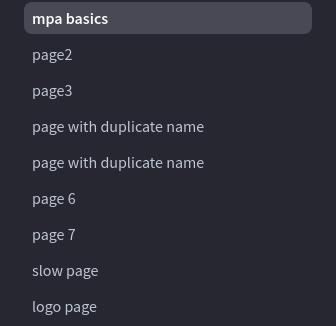 mpa basics
page2
page3
page with duplicate name
page with duplicate name
page 6
page 7
slow page
logo page